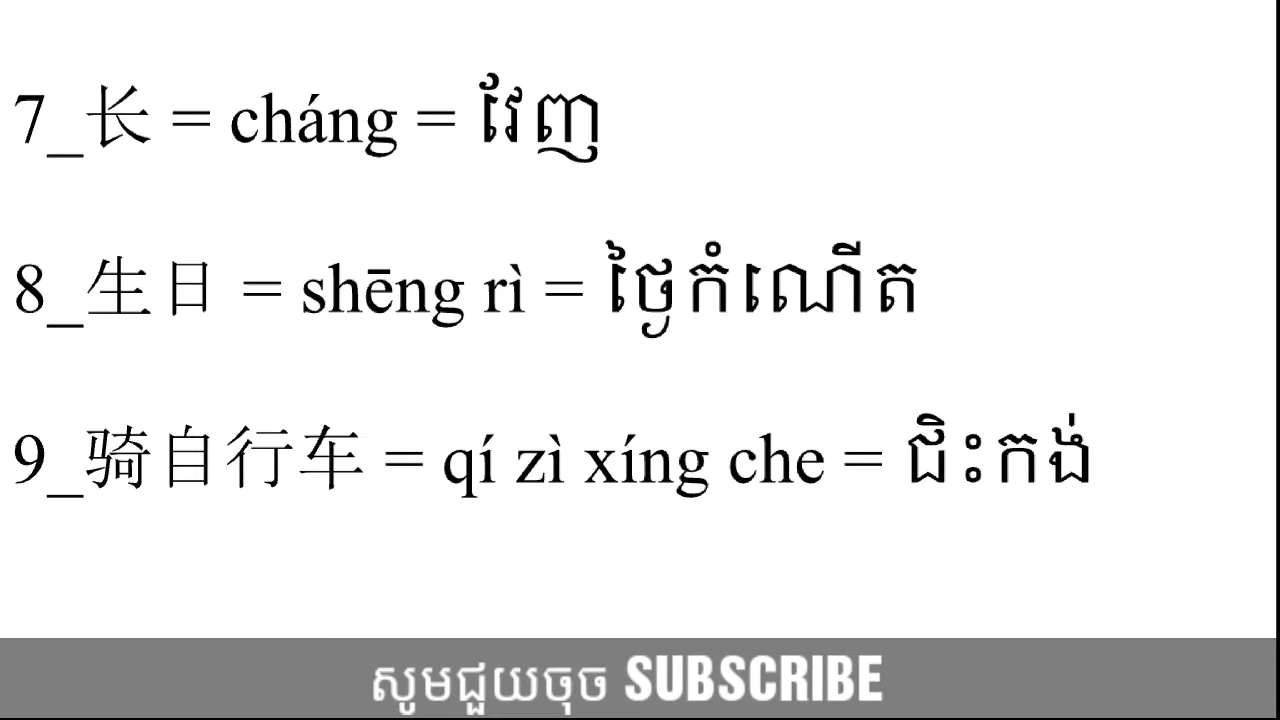 7_长 = cháng = វែញ
8_生日 = shēng rì = ថ្ងៃកំណើត
9_骑自行车 = qí zì xíng che = ជិះកង់
សូមជួយចុច SUBSCRIBE